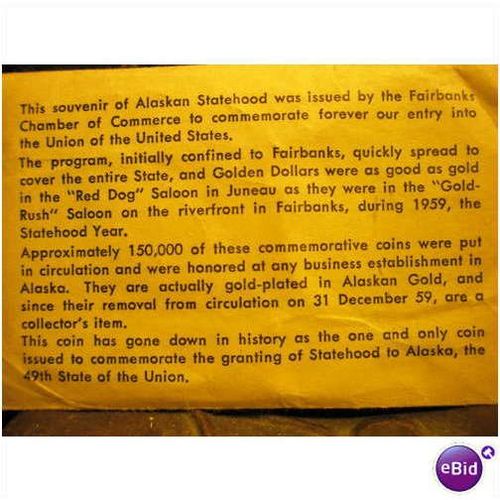 This souvenir of Alaskan Statehood was issued by the Fairbanks
Chamber of Commerce to commemorate forever our entry into
the Union of the United States.
The program, initially confined to Fairbanks, quickly spread to
cover the entire State, and Golden Dollars were as good as gold
in the "Red Dog" Saloon in Juneau as they were in the "Gold-
Rush" Saloon on the riverfront in Fairbanks, during 1959, the
Statehood Year.
Approximately 150,000 of these commemorative coins were put
in circulation and were honored at any business establishment in
Alaska. They are actually gold-plated in Alaskan Gold, and
since their removal from circulation on 31 December 59, are a
collector's item.
This coin has gone down in history as the one and only coin
issued to commemorate the granting of Statehood to Alaska, the
49th State of the Union.
eBid